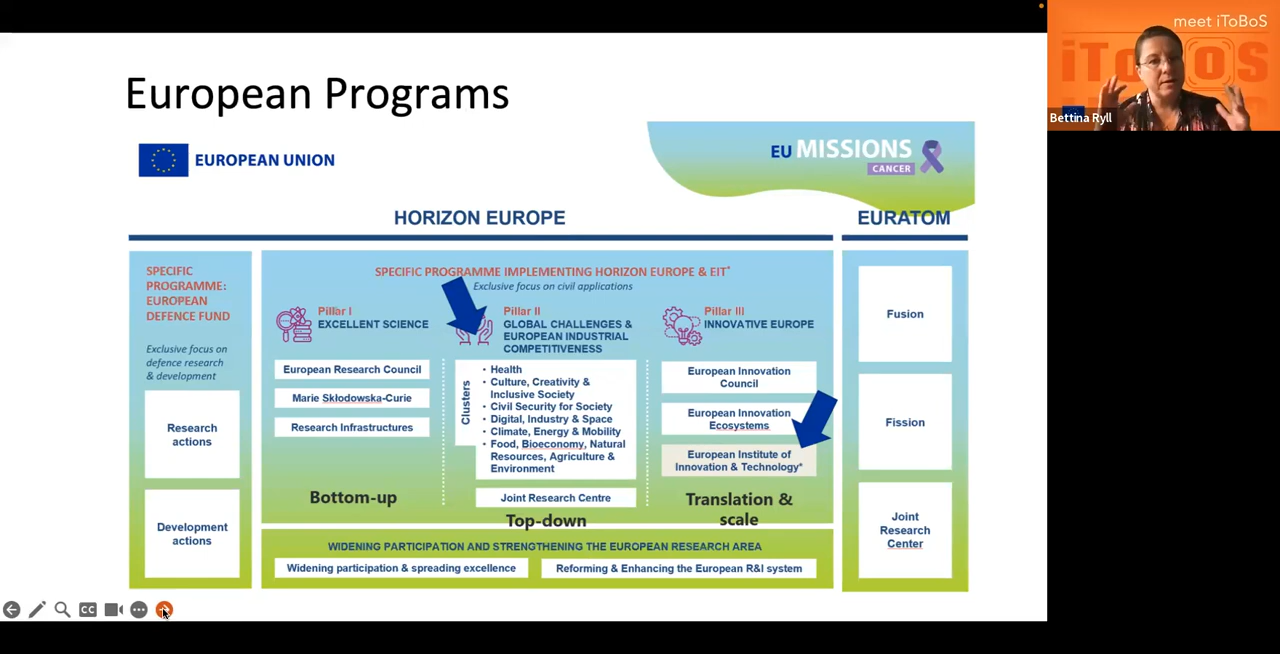 European Programs
EUROPEAN UNION
EU MISSIONS
CANCER
HORIZON EUROPE
EURATOM
SPECIFIC
PROGRAMME:
EUROPEAN
DEFENCE FUND
Exclusive focus on
defence research
& development
Research
actions
Development
actions
SPECIFIC PROGRAMME IMPLEMENTING HORIZON EUROPE & EIT*
Exclusive focus on civil applications
Pillar I
EXCELLENT SCIENCE
European Research Council
Marie Skłodowska-Curie
Research Infrastructures
Bottom-up
Pillar II
GLOBAL CHALLENGES &
EUROPEAN INDUSTRIAL
COMPETITIVENESS
Clusters
• Health
• Culture, Creativity &
Inclusive Society
• Civil Security for Society
• Digital, Industry & Space
• Climate, Energy & Mobility
• Food, Bioeconomy, Natural
Resources, Agriculture &
Environment
Joint Research Centre
Top-down
Pillar III
INNOVATIVE EUROPE
European Innovation
Council
European Innovation
Ecosystems
European Institute of
Innovation & Technology*
Translation &
scale
WIDENING PARTICIPATION AND STRENGTHENING THE EUROPEAN RESEARCH AREA
Widening participation & spreading excellence
Reforming & Enhancing the European R&I system
Fusion
Fission
Joint
Research
Center
CC
meet iToBoS
Bettina Ryll